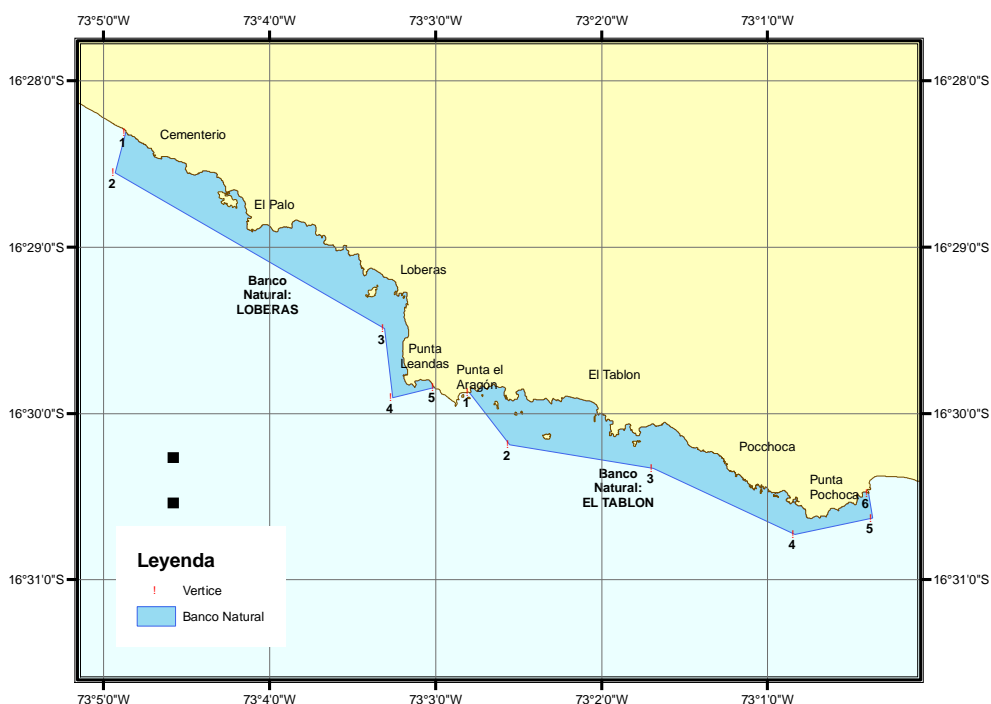 73°5'0"W 73°4'0"W 73°3'0"W 73°2'0"W 73°1'0"W
16°28'0"S 16°28'0"S
Cementerio
1
2
El Palo
16°29'0"S 16°29'0"S
Loberas
Banco
Natural:
LOBERAS
3
Punta
Leandas
Punta el
Aragón
El Tablon
4 5 1
16°30'0"S 16°30'0"S
2
Pocchoca
Banco
Natural:
EL TABLON
3
Punta
Pochoca
6
5
4
Leyenda
16°31'0"S 16°31'0"S
! Vertice
Banco Natural
73°5'0"W 73°4'0"W 73°3'0"W 73°2'0"W 73°1'0"W